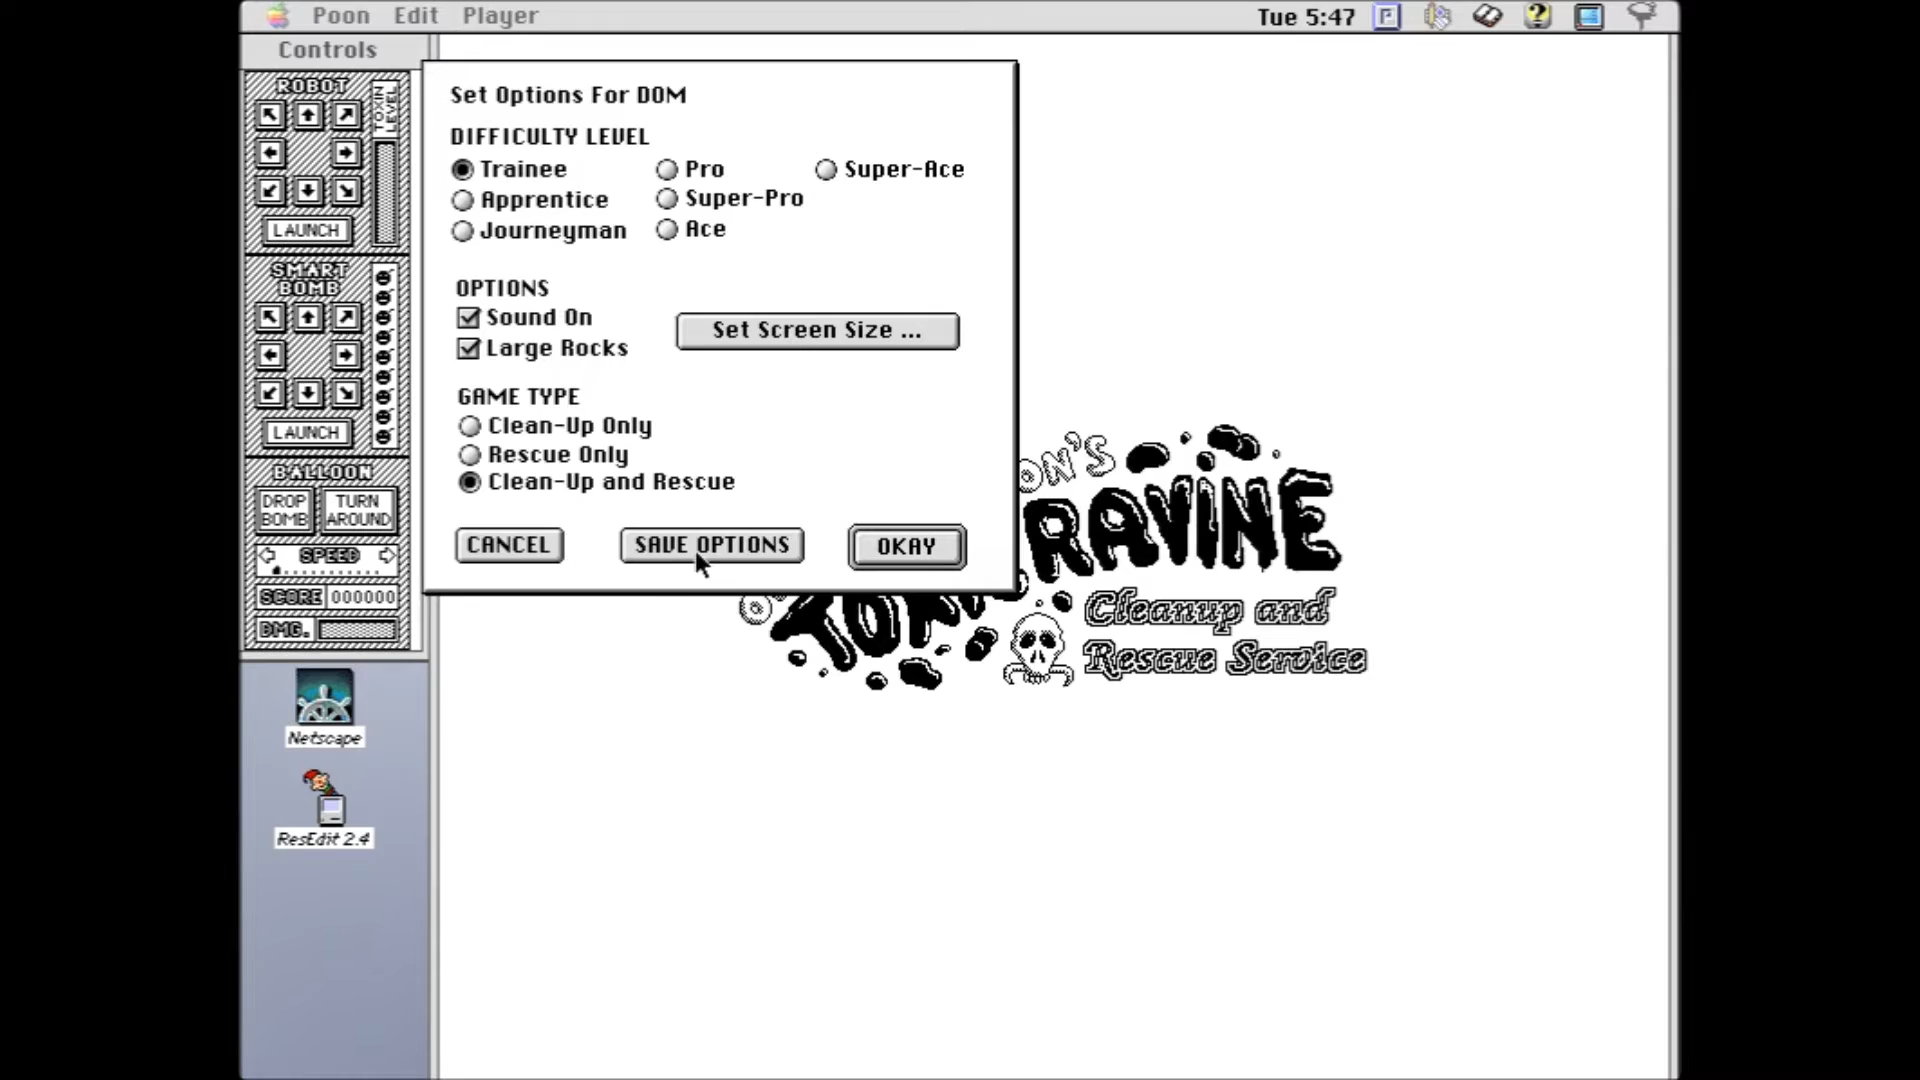 Poon Edit Player
Tue 5:47
Controls
ROBOT
TOXIN LEVEL
LAUNCH
SMART
BOMB
LAUNCH
BALLOON
DROP BOMB
TURN AROUND
SPEED
SCORE 000000
DMG.
Netscape
ResEdit 2.4
Set Options For DOM
DIFFICULTY LEVEL
Trainee Pro Super-Ace
Apprentice Super-Pro
Journeyman Ace
OPTIONS
Sound On
Set Screen Size ...
Large Rocks
GAME TYPE
Clean-Up Only
Rescue Only
Clean-Up and Rescue
CANCEL SAVE OPTIONS OKAY
ON'S
RAVINE
Cleanup and
Rescue Service